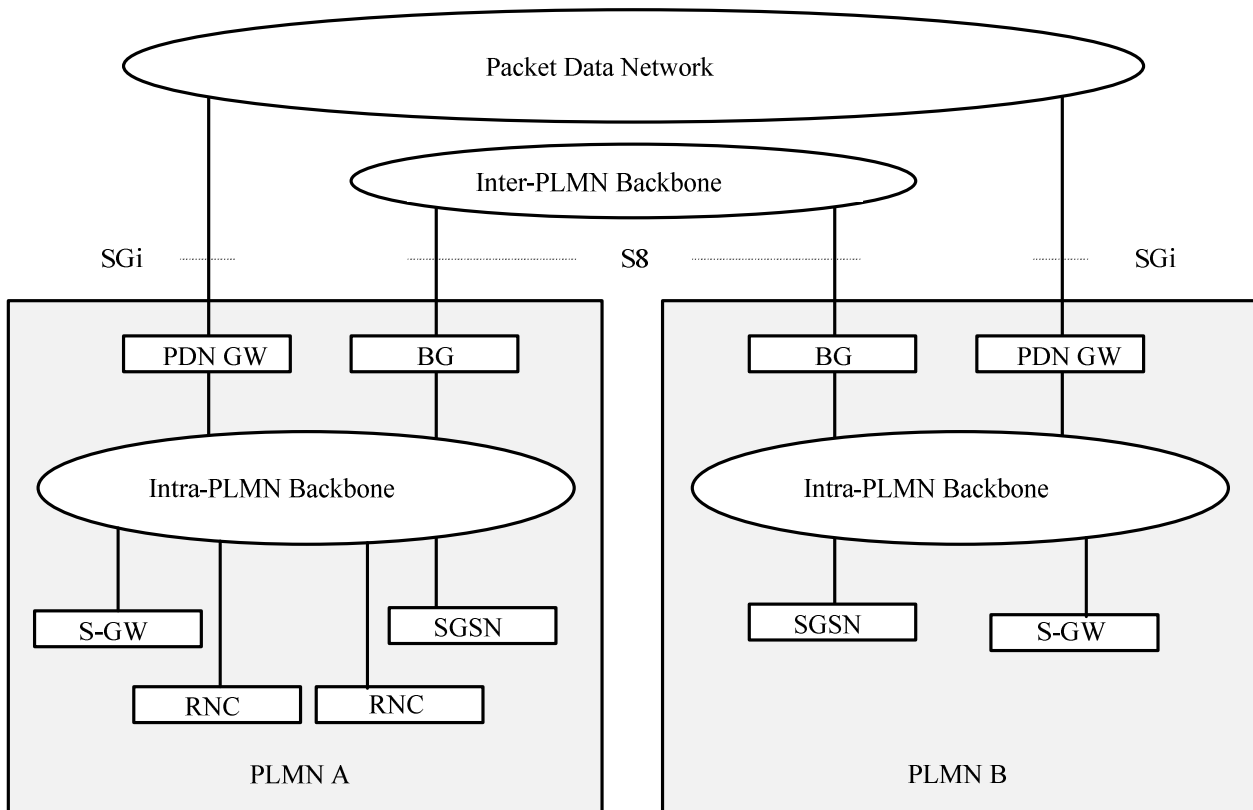 Packet Data Network
Inter-PLMN Backbone
SGi
S8
SGi
PDN GW
BG
BG
PDN GW
Intra-PLMN Backbone
Intra-PLMN Backbone
S-GW
SGSN
SGSN
S-GW
RNC
RNC
PLMN A
PLMN B